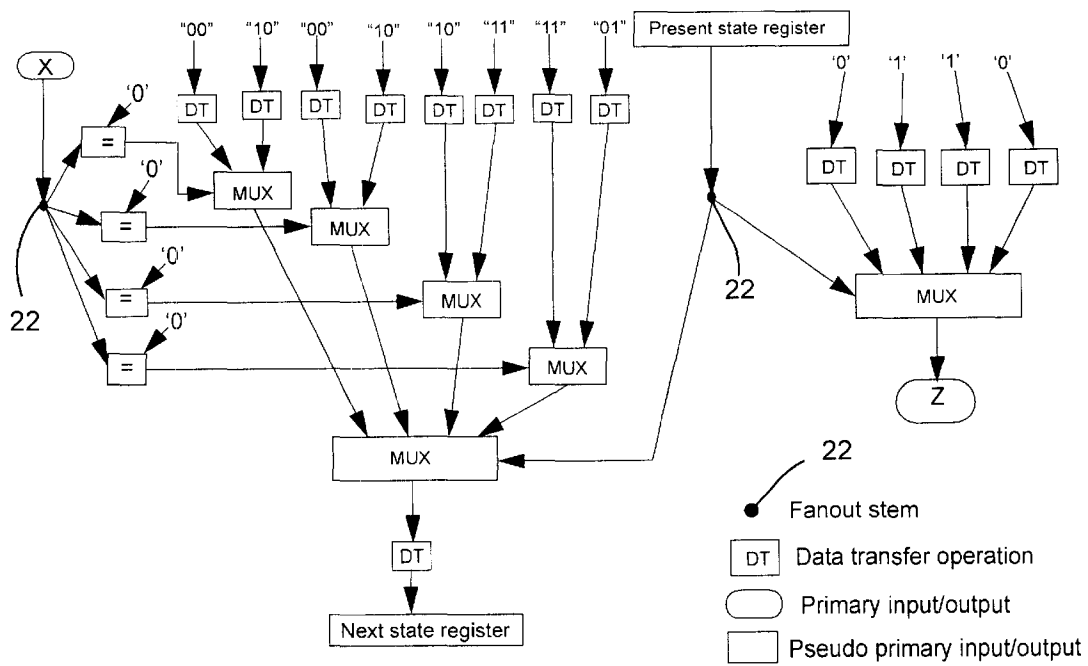 “00” “10” “00” “10” “10” “11” “11” “01”
Present state register
‘0’ ‘1’ ‘1’ ‘0’
X
‘0’
DT DT DT DT DT DT DT DT
=
DT DT DT DT
‘0’
MUX
=
MUX
22
22
‘0’
=
MUX
MUX
‘0’
=
MUX
Z
MUX
22
Fanout stem
DT
DT Data transfer operation
Primary input/output
Next state register
Pseudo primary input/output